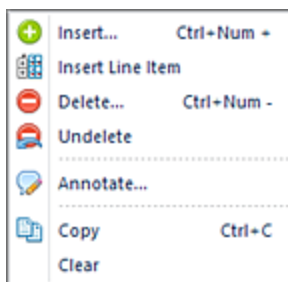 Insert... Ctrl+Num +
Insert Line Item
Delete... Ctrl+Num -
Undelete
Annotate...
Copy Ctrl+C
Clear